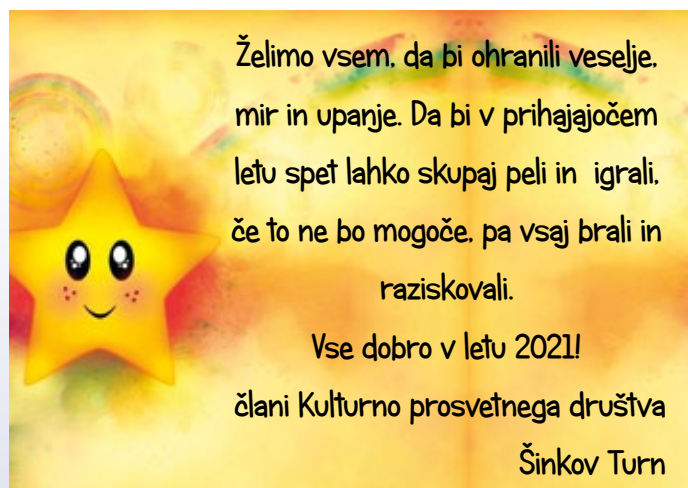 Želimo vsem, da bi ohranili veselje,
mir in upanje. Da bi v prihajajočem
letu spet lahko skupaj peli in igrali,
če to ne bo mogoče, pa vsaj brali in
raziskovali.
Vse dobro v letu 2021!
člani Kulturno prosvetnega društva
Šinkov Turn